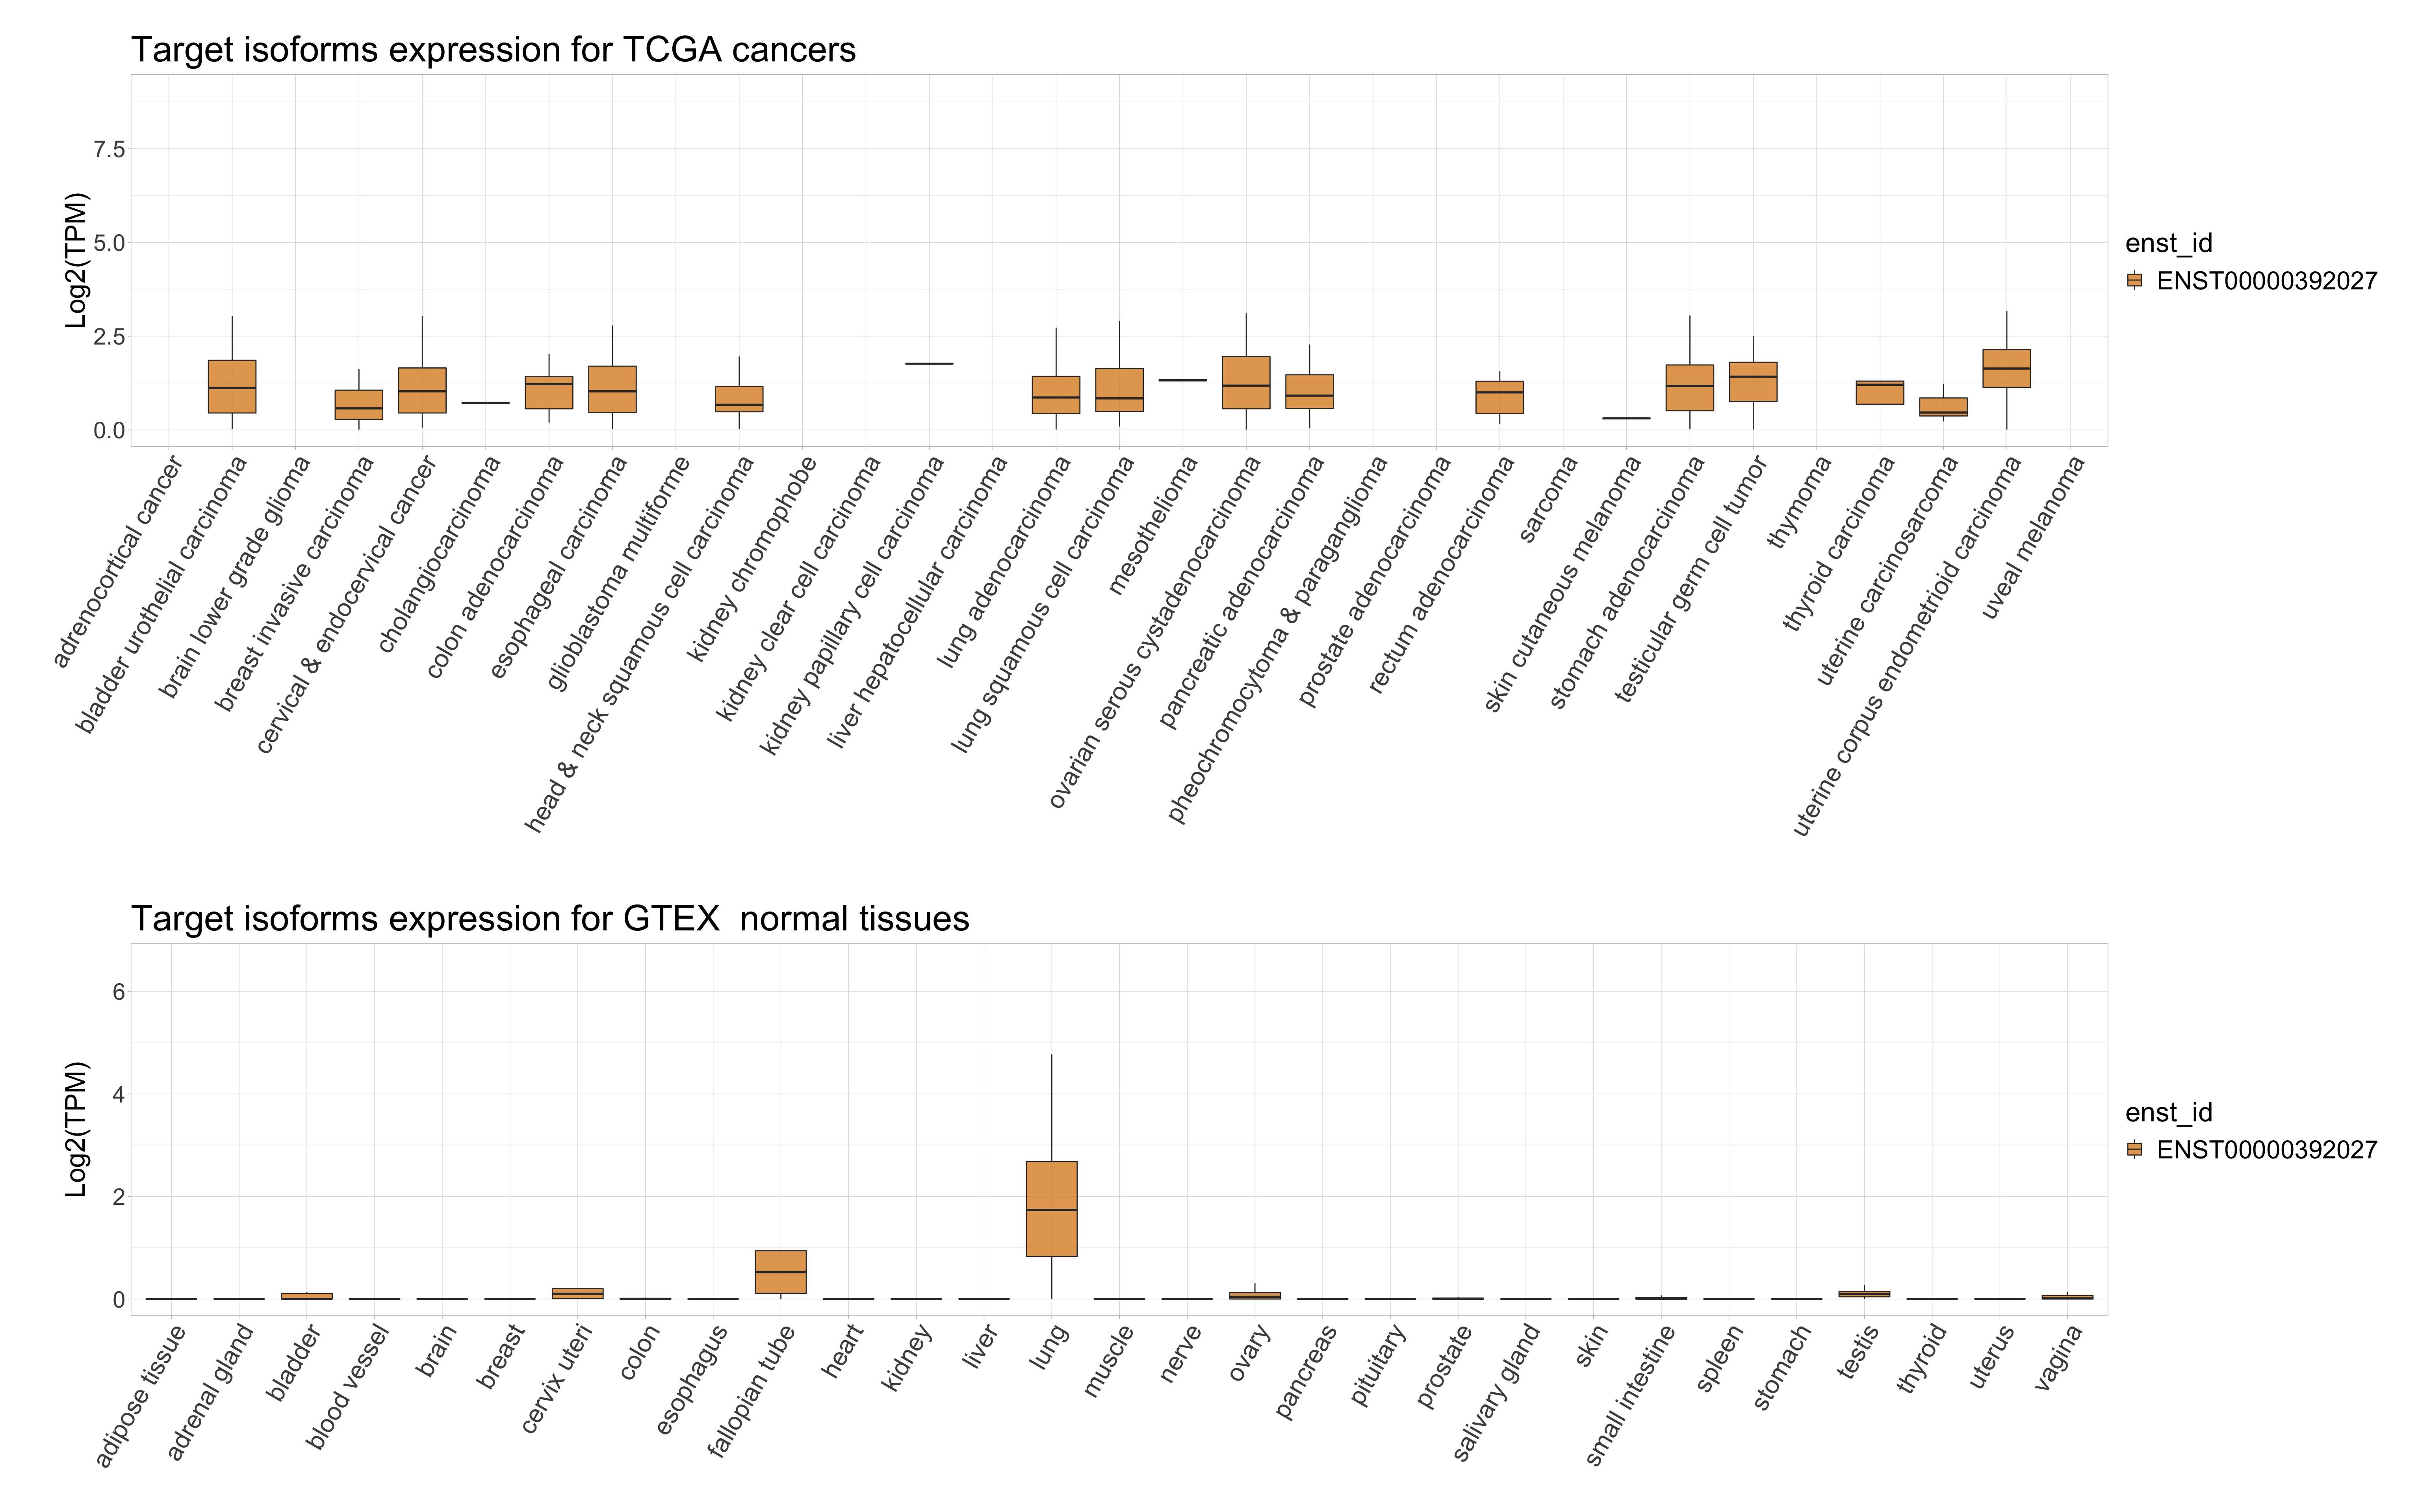 Target isoforms expression for TCGA cancers
Log2(TPM)
7.5
5.0
2.5
0.0
adrenocortical cancer
bladder urothelial carcinoma
brain lower grade glioma
breast invasive carcinoma
cervical & endocervical cancer
cholangiocarcinoma
colon adenocarcinoma
esophageal carcinoma
glioblastoma multiforme
head & neck squamous cell carcinoma
kidney chromophobe
kidney clear cell carcinoma
kidney papillary cell carcinoma
liver hepatocellular carcinoma
lung adenocarcinoma
lung squamous cell carcinoma
mesothelioma
ovarian serous cystadenocarcinoma
pancreatic adenocarcinoma
pheochromocytoma & paraganglioma
prostate adenocarcinoma
rectum adenocarcinoma
sarcoma
skin cutaneous melanoma
stomach adenocarcinoma
testicular germ cell tumor
thymoma
thyroid carcinoma
uterine carcinosarcoma
uterine corpus endometrioid carcinoma
uveal melanoma
enst_id
ENST00000392027
Target isoforms expression for GTEX  normal tissues
Log2(TPM)
6
4
2
0
adipose tissue
adrenal gland
bladder
blood vessel
brain
breast
cervix uteri
colon
esophagus
fallopian tube
heart
kidney
liver
lung
muscle
nerve
ovary
pancreas
pituitary
prostate
salivary gland
skin
small intestine
spleen
stomach
testis
thyroid
uterus
vagina
enst_id
ENST00000392027